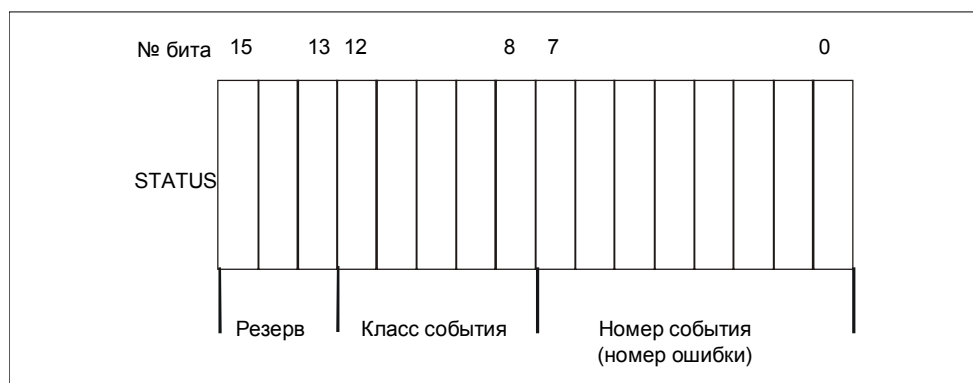 № бита 15 13 12 8 7 0
STATUS
Резерв Класс события Номер события
(номер ошибки)